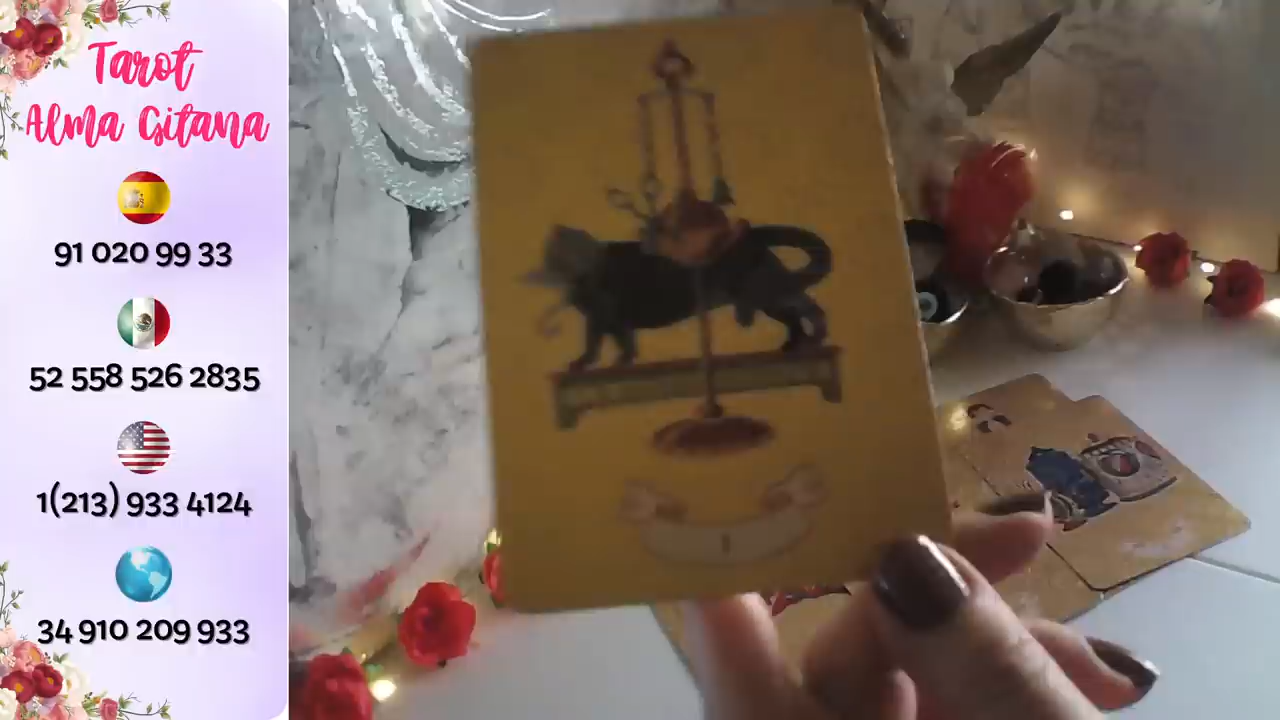 Tarot
Alma Gitana
91 020 99 33
52 558 526 2835
1(213) 933 4124
34 910 209 933
I